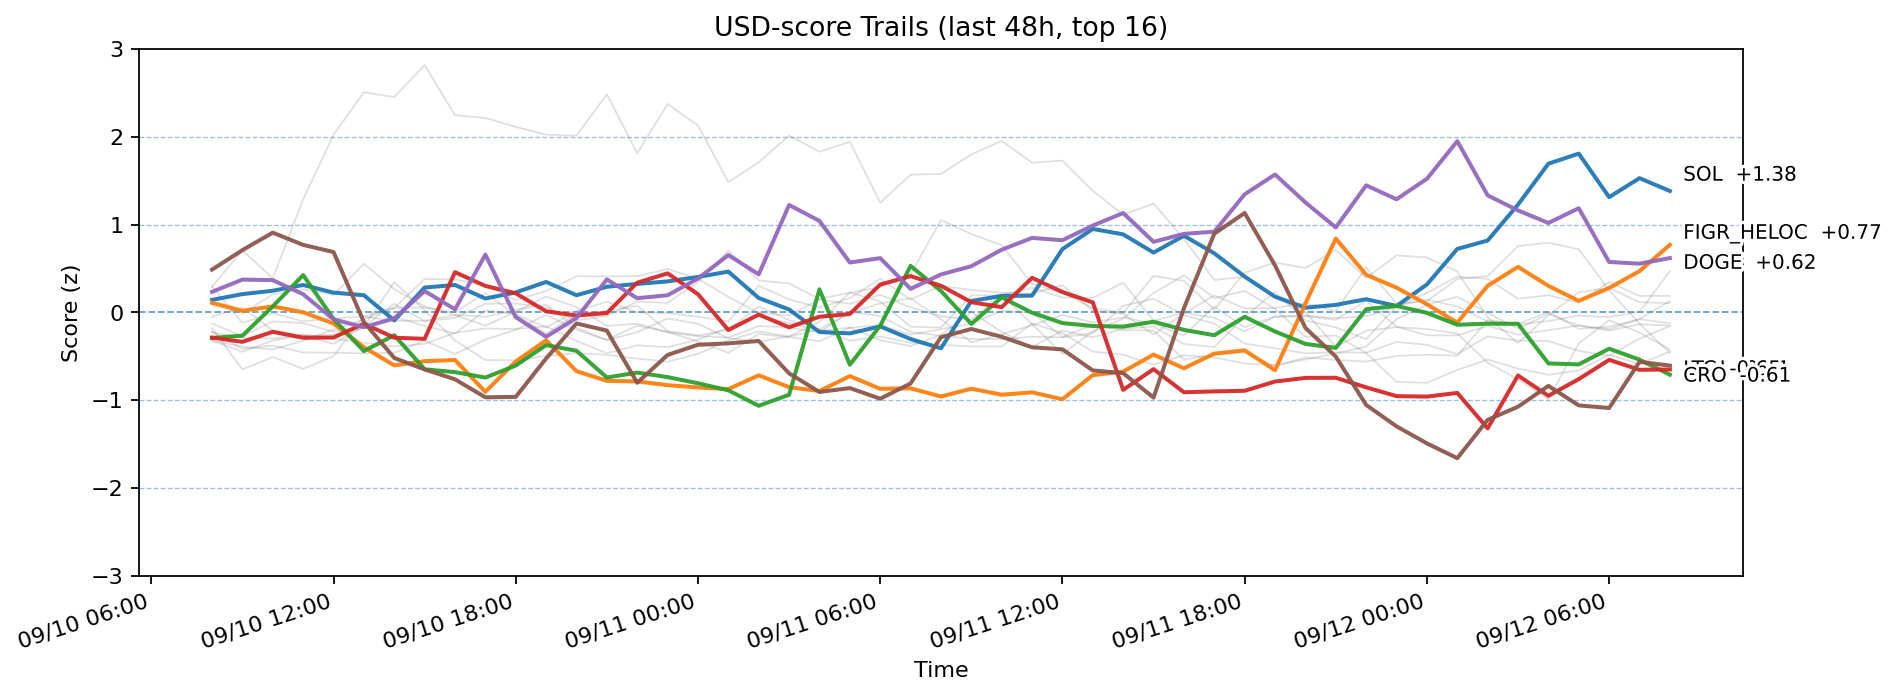 USD-score Trails (last 48h, top 16)
Score (z)
3
2
1
0
−1
−2
−3
SOL +1.38
FIGR_HELOC +0.77
DOGE +0.62
CRO -0.61
09/10 06:00
09/10 12:00
09/10 18:00
09/11 00:00
09/11 06:00
09/11 12:00
09/11 18:00
09/12 00:00
09/12 06:00
Time